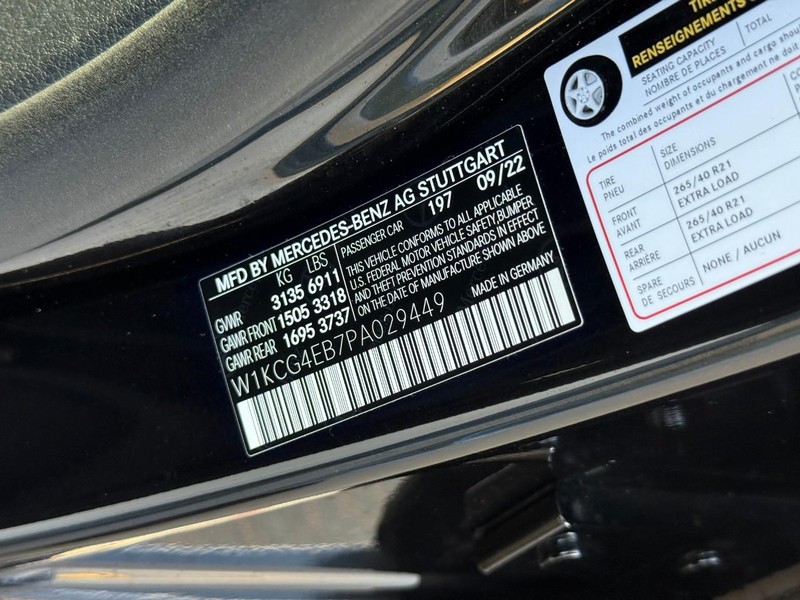 MFD BY MERCEDES-BENZ AG STUTTGART
KG LBS
GVWR 3135 6911
GAWR FRONT 1505 3318
GAWR REAR 1695 3737
PASSENGER CAR 197 09/22
THIS VEHICLE CONFORMS TO ALL APPLICABLE
U.S. FEDERAL MOTOR VEHICLE SAFETY, BUMPER
AND THEFT PREVENTION STANDARDS IN EFFECT
ON THE DATE OF MANUFACTURE SHOWN ABOVE
W1KCG4EB7PA029449
MADE IN GERMANY
RENSEIGNEMENTS
SEATING CAPACITY
NOMBRE DE PLACES
TOTAL
The combined weight of occupants and cargo shou
Le poids total des occupants et du chargement ne doit
TIRE
PNEU
SIZE
DIMENSIONS
FRONT
AVANT
265/40 R21
EXTRA LOAD
REAR
ARRIÈRE
265/40 R21
EXTRA LOAD
SPARE
DE SECOURS
NONE / AUCUN